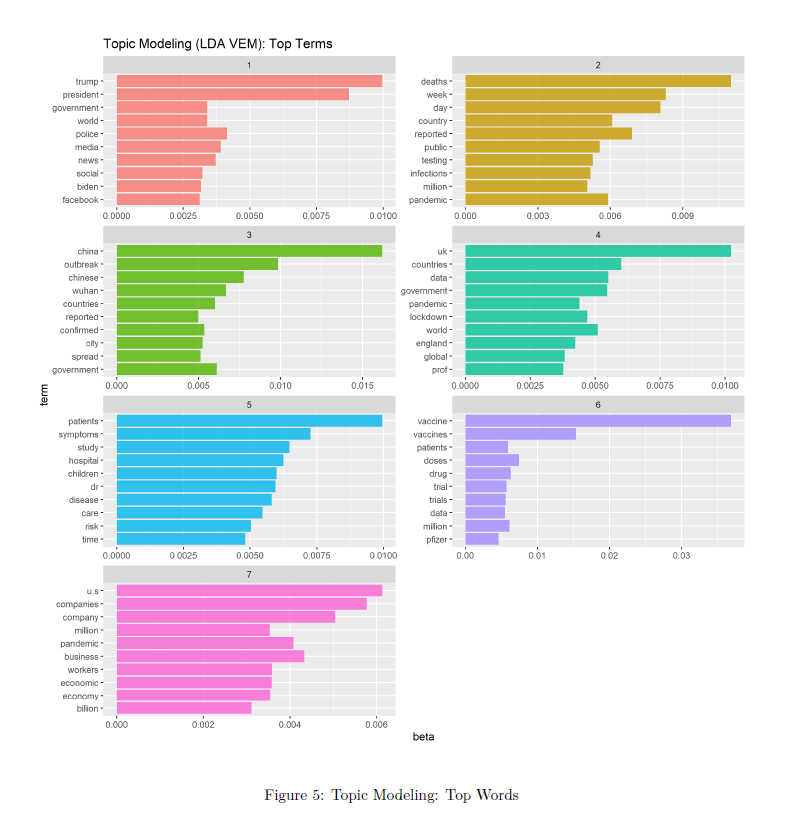 Topic Modeling (LDA VEM): Top Terms
1
trump
president
government
world
police
media
news
social
biden
facebook
0.0000 0.0025 0.0050 0.0075 0.0100
2
deaths
week
day
country
reported
public
testing
infections
million
pandemic
0.000 0.003 0.006 0.009
3
china
outbreak
chinese
wuhan
countries
reported
confirmed
city
spread
government
0.000 0.005 0.010 0.015
4
uk
countries
data
government
pandemic
lockdown
world
england
global
prof
0.0000 0.0025 0.0050 0.0075 0.0100
term
5
patients
symptoms
study
hospital
children
dr
disease
care
risk
time
0.0000 0.0025 0.0050 0.0075 0.0100
6
vaccine
vaccines
patients
doses
drug
trial
trials
data
million
pfizer
0.00 0.01 0.02 0.03
7
u.s
companies
company
million
pandemic
business
workers
economic
economy
billion
0.000 0.002 0.004 0.006
beta
Figure 5: Topic Modeling: Top Words